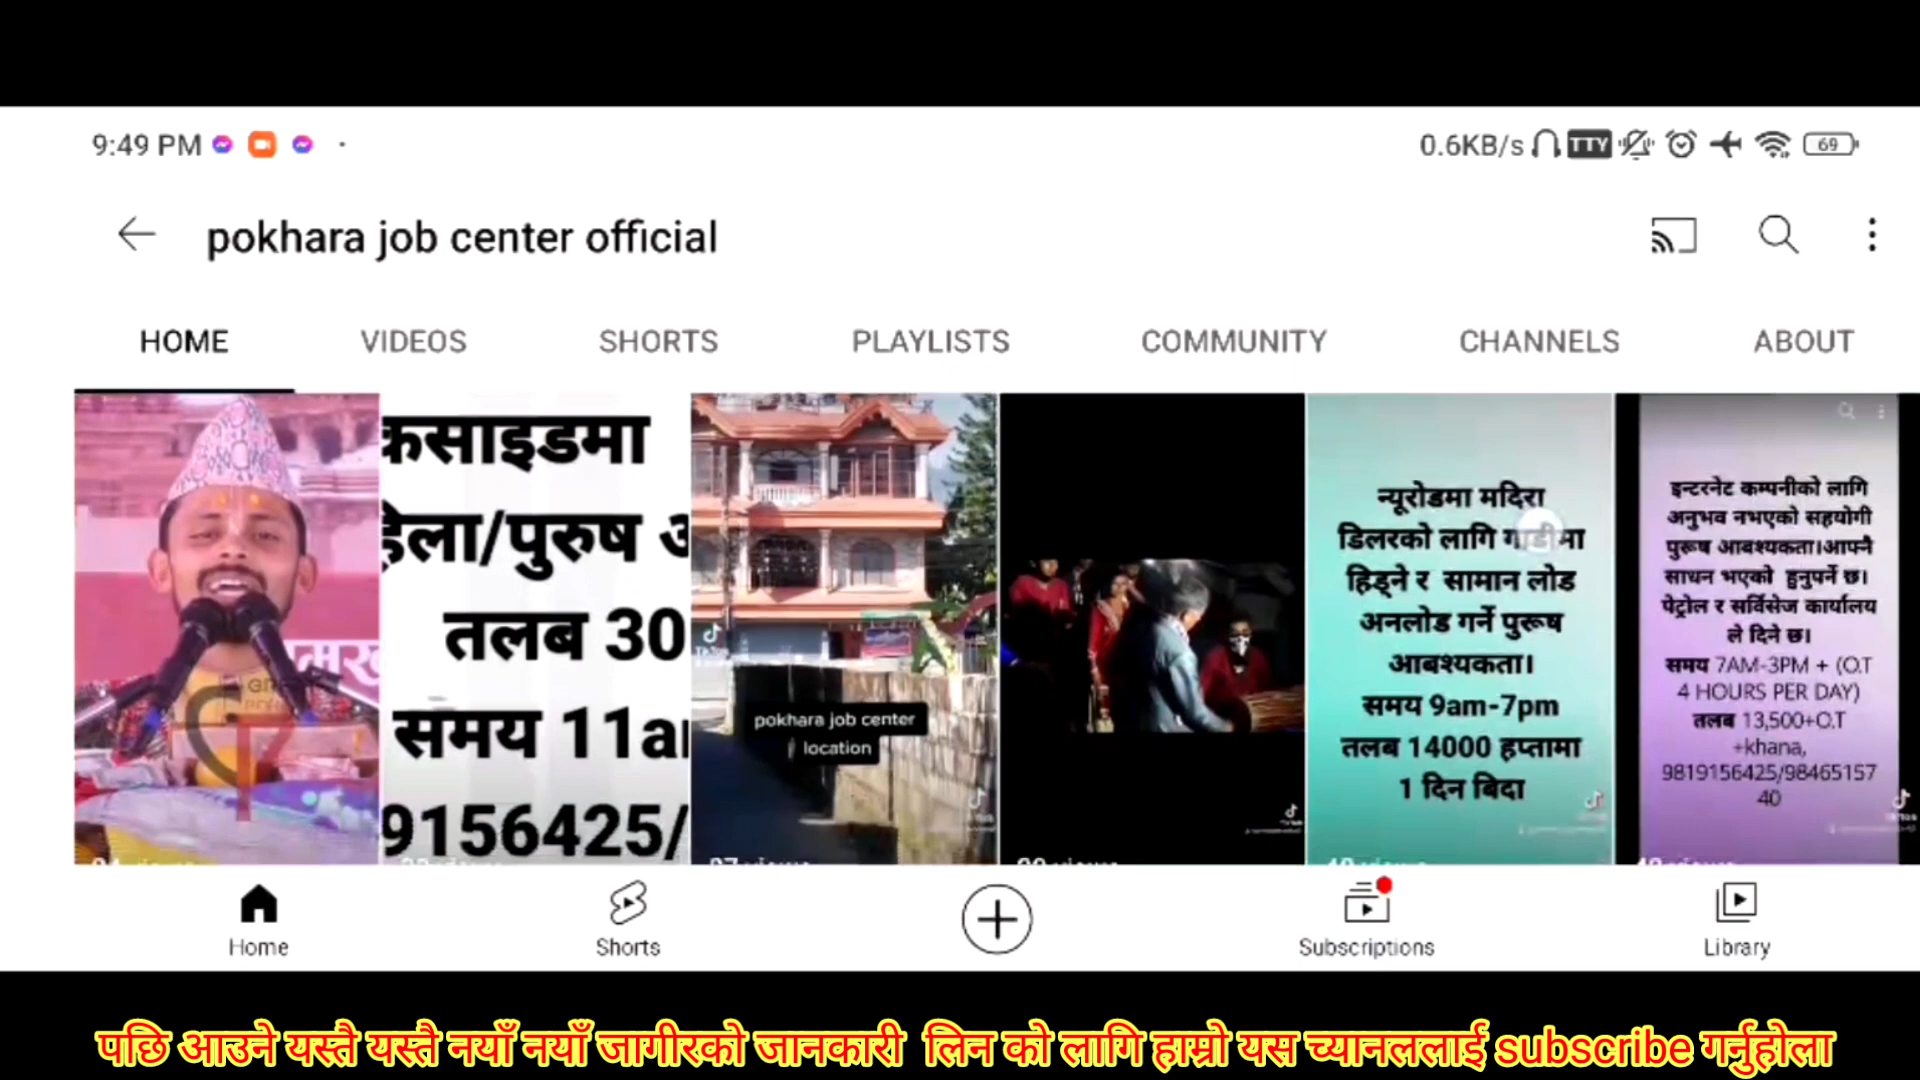 9:49 PM
0.6KB/s TTY 69
pokhara job center official
HOME VIDEOS SHORTS PLAYLISTS COMMUNITY CHANNELS ABOUT
कसाइडमा
हिला/पुरुष
तलब 30
समय 11a
9156425/
TikTok
pokhara job center
location
न्यूरोडमा मदिरा
डिलरको लागि गाडीमा
हिड्ने र सामान लोड
अनलोड गर्ने पुरूष
आबश्यकता।
समय 9am-7pm
तलब 14000 हप्तामा
1 दिन बिदा
इन्टरनेट कम्पनीको लागि
अनुभव नभएको सहयोगी
पुरूष आबश्यकता।आफ्नै
साधन भएको हुनुपर्ने छ।
पेट्रोल र सर्विसेज कार्यालय
ले दिने छ।
समय 7AM-3PM + (O.T
4 HOURS PER DAY)
तलब 13,500+O.T
+khana,
9819156425/98465157
40
Home
Shorts
Subscriptions
Library
पछि आउने यस्तै यस्तै नयाँ नयाँ जागीरको जानकारी लिन को लागि हाम्रो यस च्यानललाई subscribe गर्नुहोला